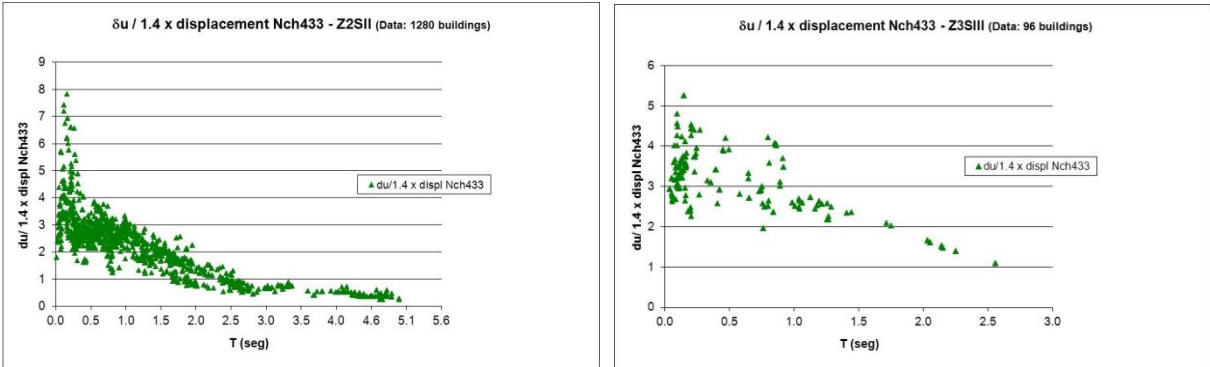 δu / 1.4 x displacement Nch433 - Z2SII (Data: 1280 buildings)
du/ 1.4 x displ Nch433
9
8
7
6
5
4
3
2
1
0
0.0 0.5 1.0 1.5 2.0 2.5 3.0 3.5 4.1 4.6 5.1 5.6
T (seg)
du/1.4 x displ Nch433
δu / 1.4 x displacement Nch433 - Z3SIII (Data: 96 buildings)
du/ 1.4 x displ Nch433
6
5
4
3
2
1
0
0.0 0.5 1.0 1.5 2.0 2.5 3.0
T (seg)
du/1.4 x displ Nch433